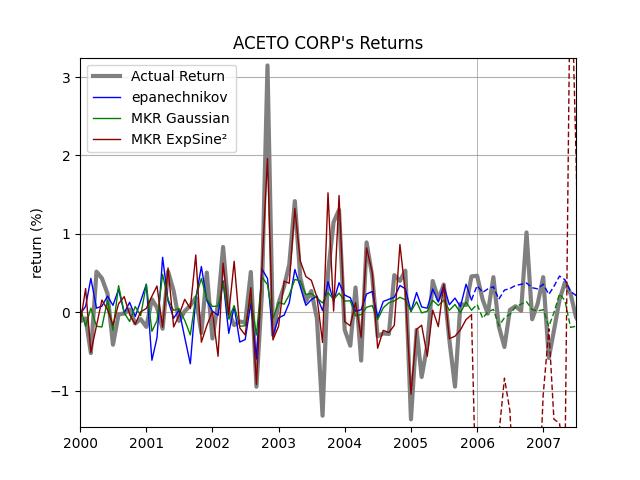 ACETO CORP's Returns
Actual Return
epanechnikov
MKR Gaussian
MKR ExpSine²
return (%)
3
2
1
0
−1
2000 2001 2002 2003 2004 2005 2006 2007